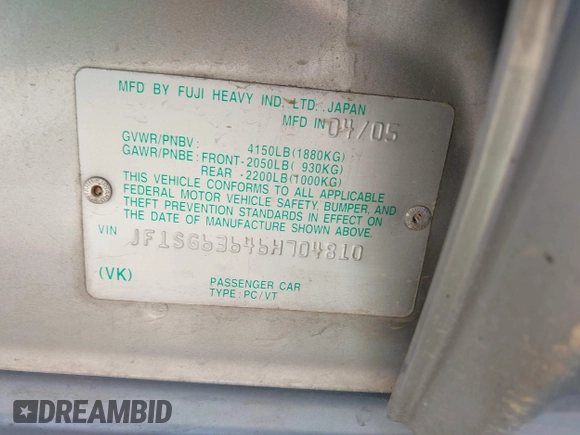 MFD BY FUJI HEAVY IND. LTD. JAPAN
MFD IN 04/05
GVWR/PNBV: 4150LB(1880KG)
GAWR/PNBE: FRONT-2050LB( 930KG)
REAR -2200LB(1000KG)
THIS VEHICLE CONFORMS TO ALL APPLICABLE
FEDERAL MOTOR VEHICLE SAFETY, BUMPER, AND
THEFT PREVENTION STANDARDS IN EFFECT ON
THE DATE OF MANUFACTURE SHOWN ABOVE.
VIN JF1SG63646H704810
(VK)
PASSENGER CAR
TYPE: PC/VT
DREAMBID